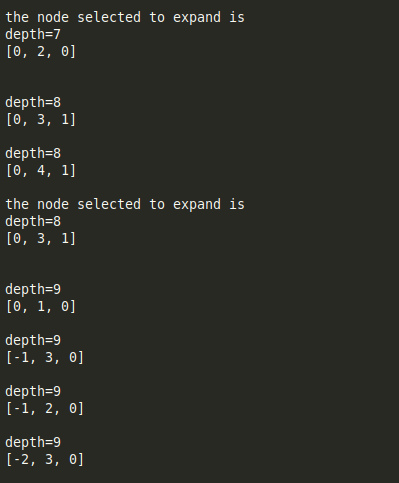 the node selected to expand is
depth=7
[0, 2, 0]
depth=8
[0, 3, 1]
depth=8
[0, 4, 1]
the node selected to expand is
depth=8
[0, 3, 1]
depth=9
[0, 1, 0]
depth=9
[-1, 3, 0]
depth=9
[-1, 2, 0]
depth=9
[-2, 3, 0]